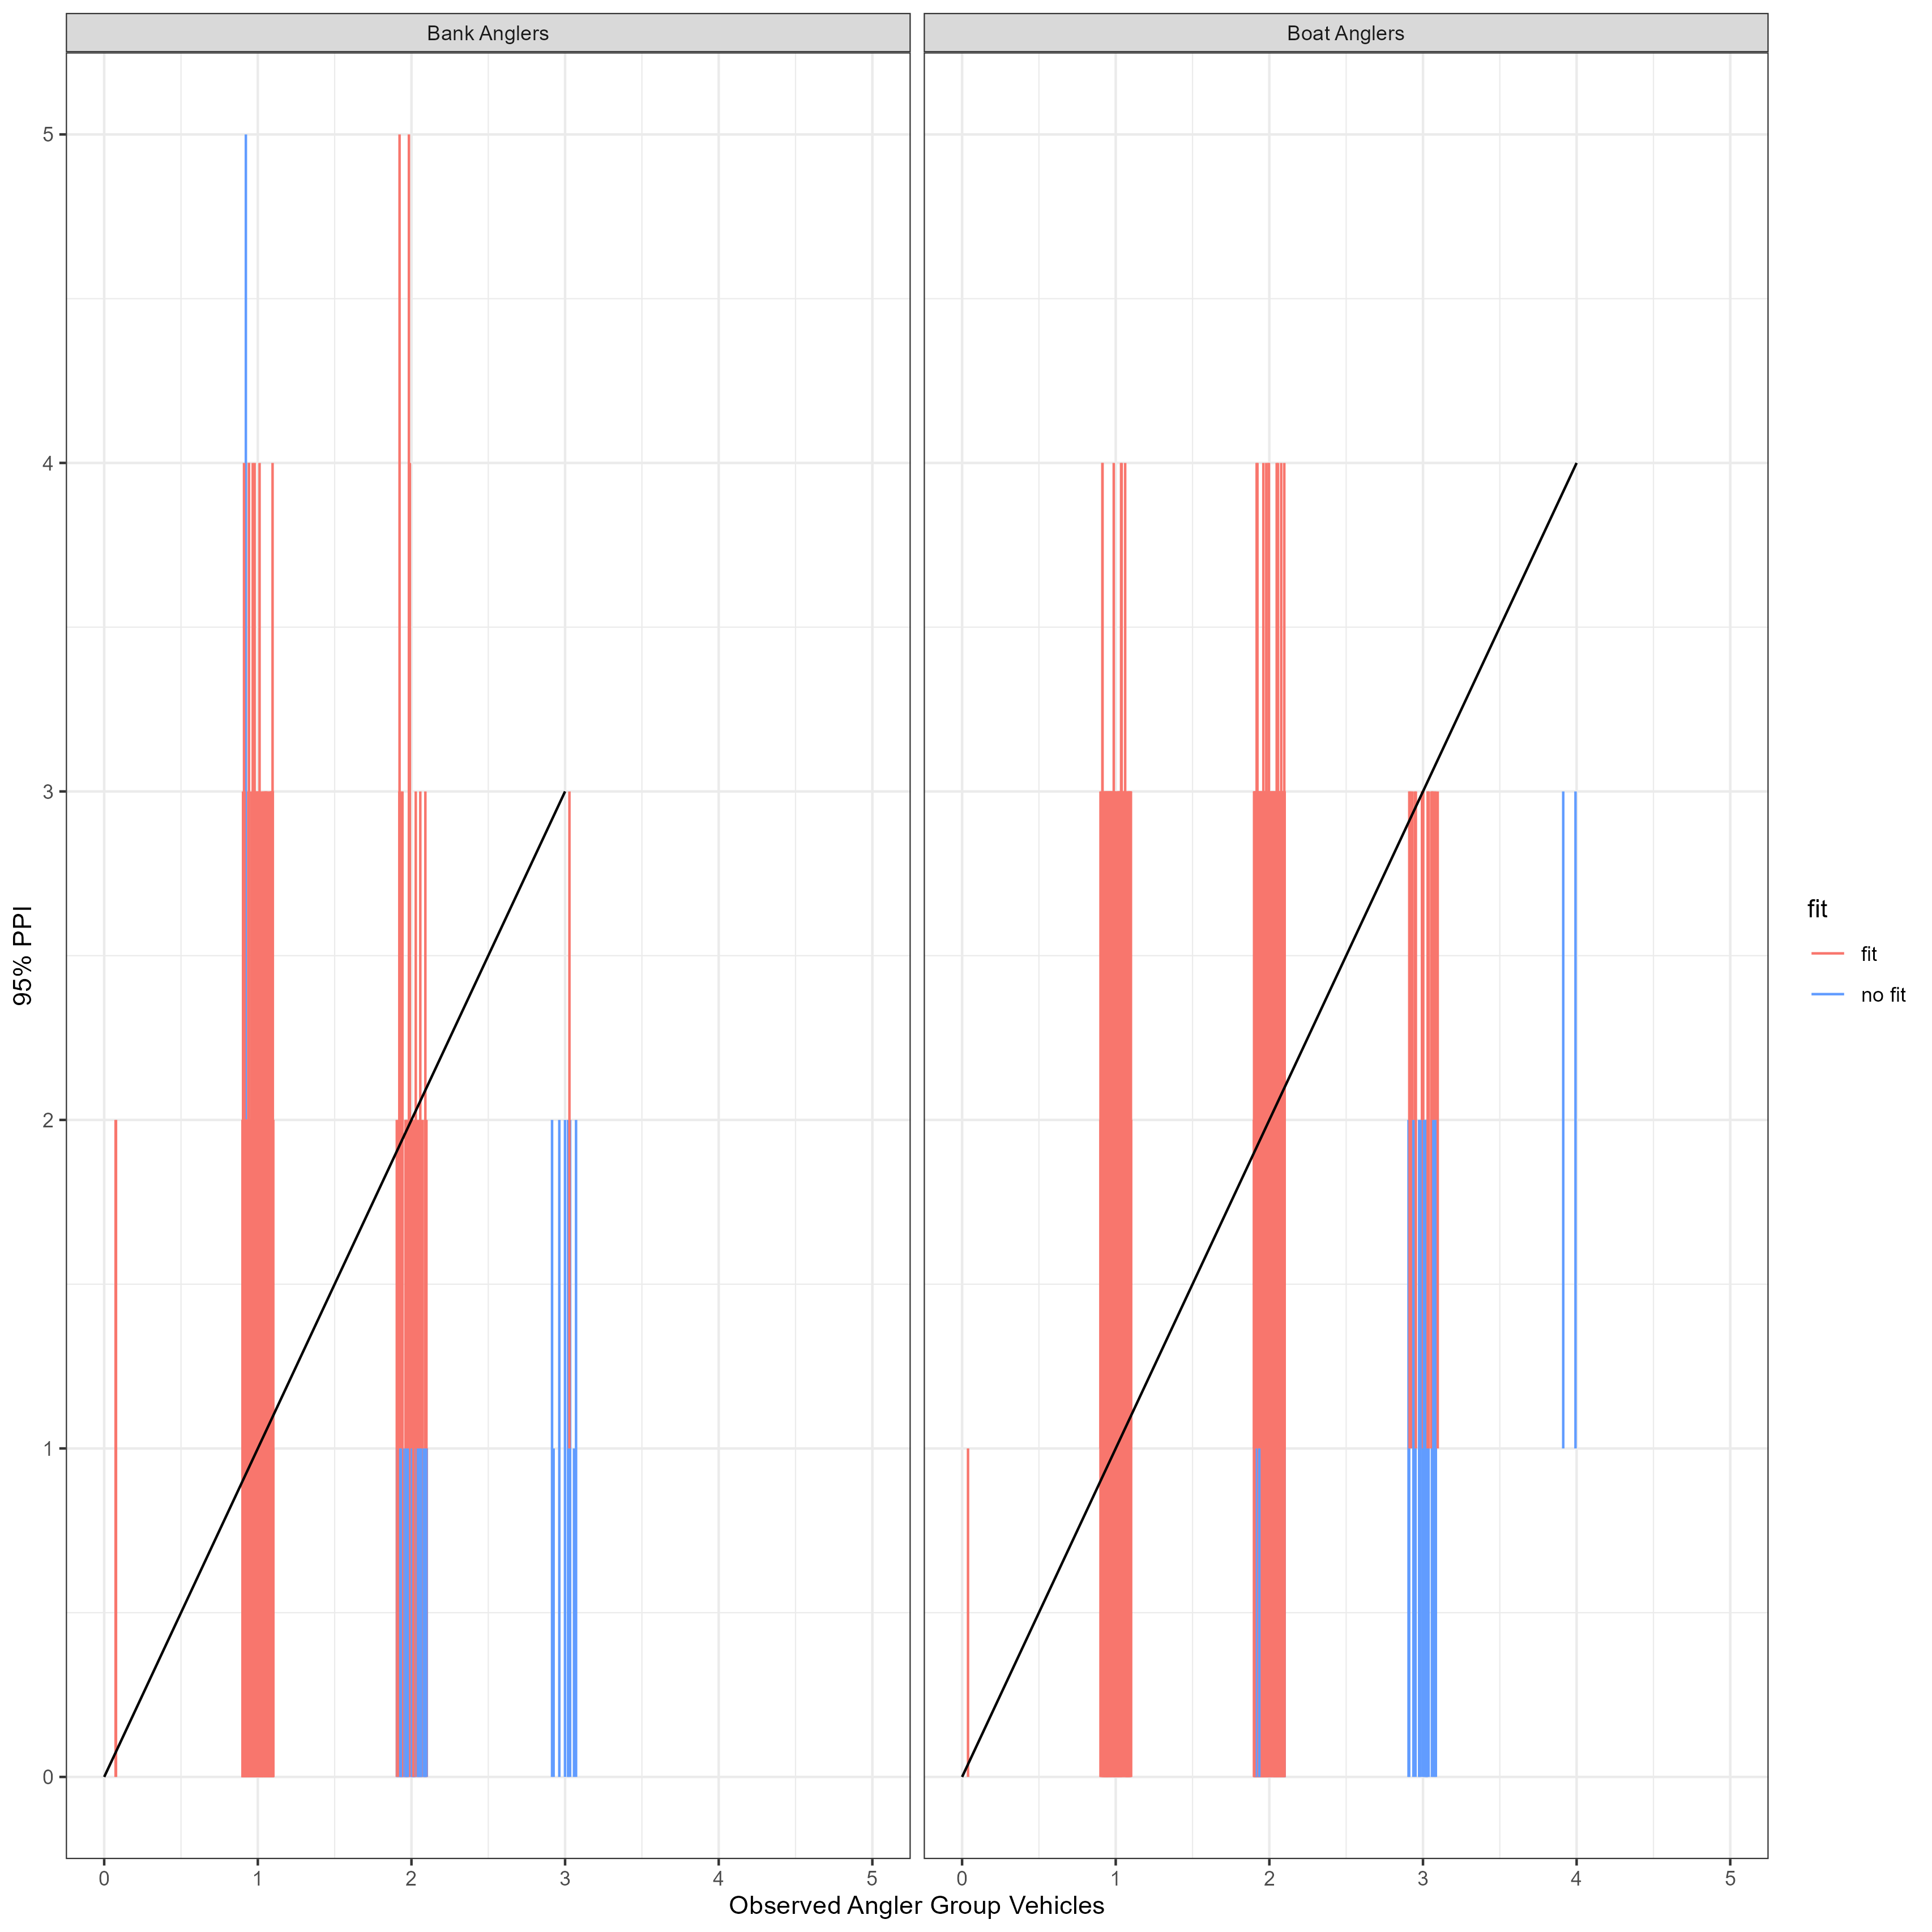 Bank Anglers
Boat Anglers
5
4
3
2
1
0
95% PPI
0 1 2 3 4 5
0 1 2 3 4 5
Observed Angler Group Vehicles
fit
fit
no fit